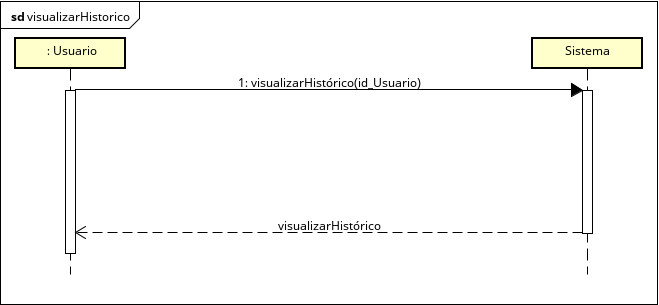 sd visualizarHistorico
: Usuario
Sistema
1: visualizarHistórico(id_Usuario)
visualizarHistórico